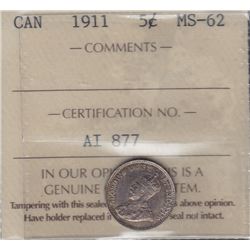 CAN 1911 5¢ MS-62
— COMMENTS —
— CERTIFICATION NO. —
AI 877
IN OUR OP IS A
GENUINE TEM.
Tampering with this seale above opinion.
Have holder replaced i seal not intact.